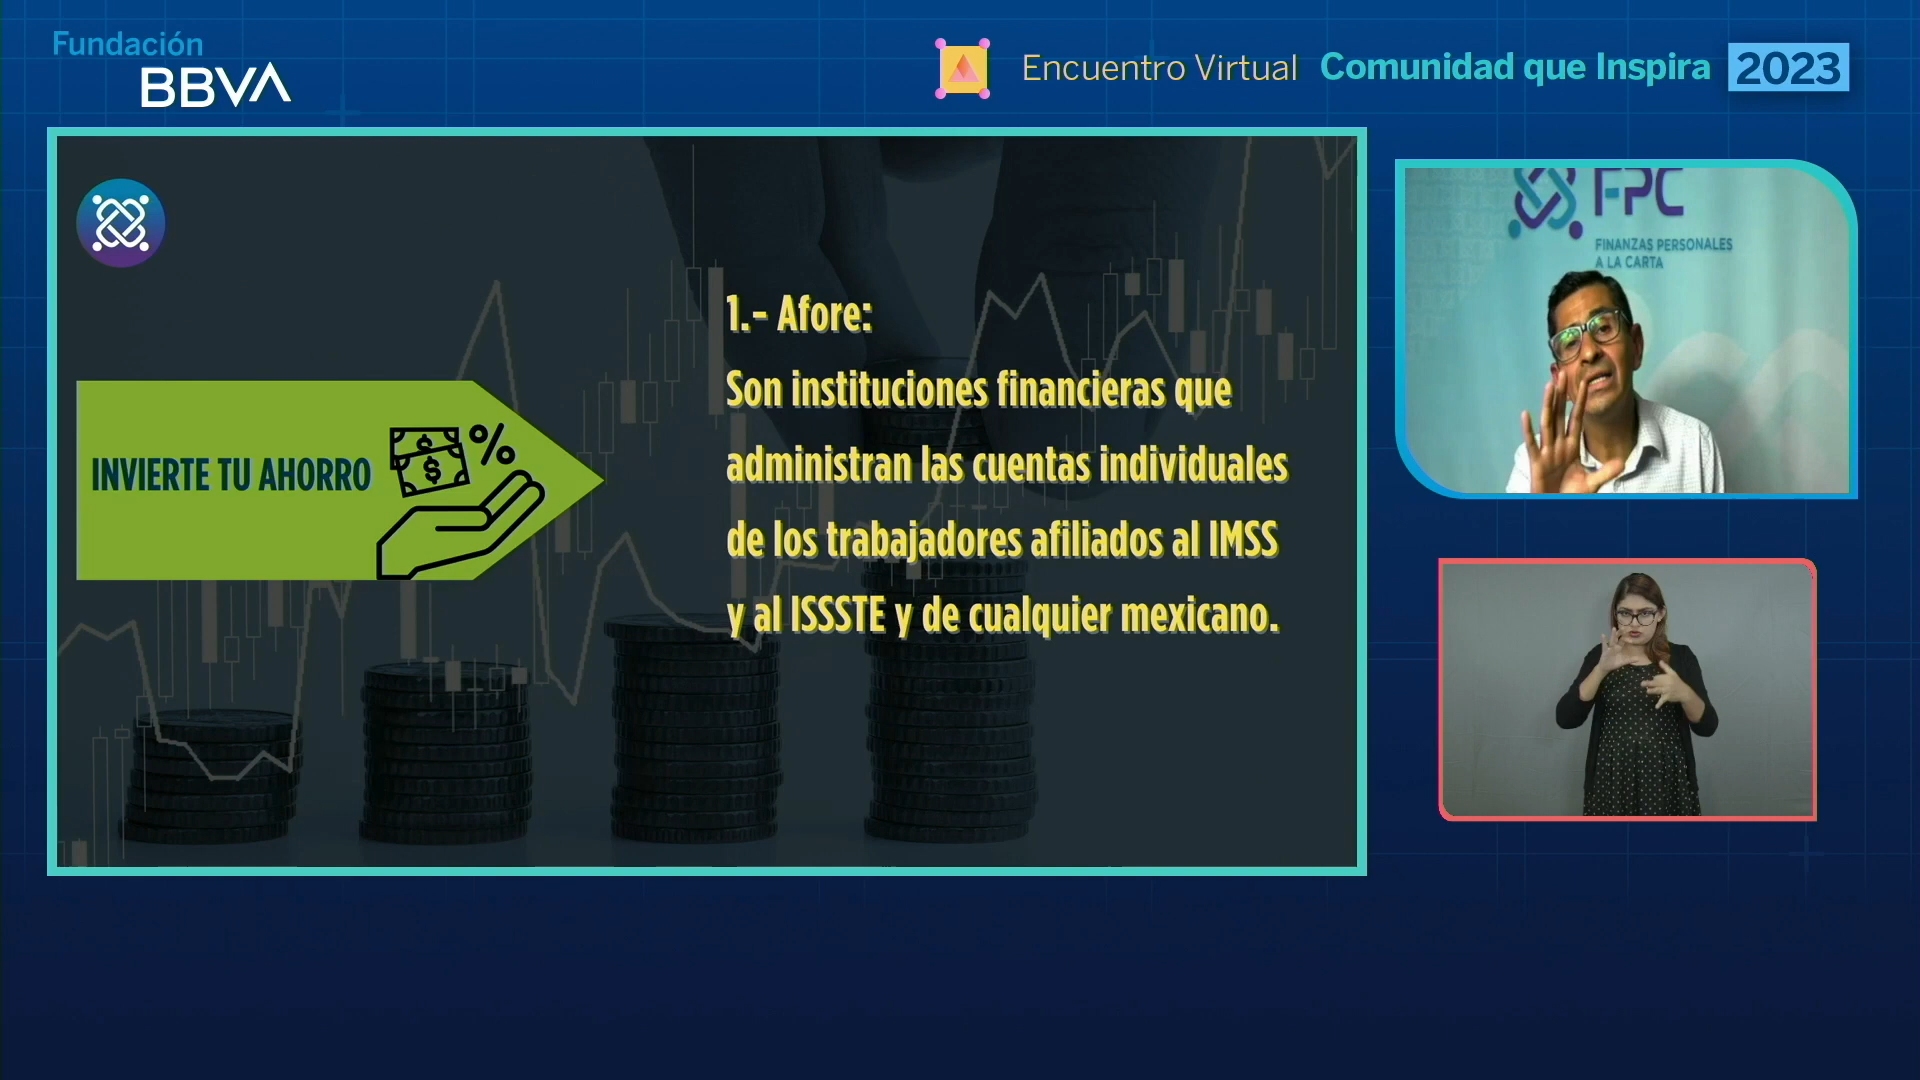 Fundación
BBVA
Encuentro Virtual Comunidad que Inspira 2023
INVIERTE TU AHORRO
1.- Afore:
Son instituciones financieras que
administran las cuentas individuales
de los trabajadores afiliados al IMSS
y al ISSSTE y de cualquier mexicano.
FPC
FINANZAS PERSONALES
A LA CARTA